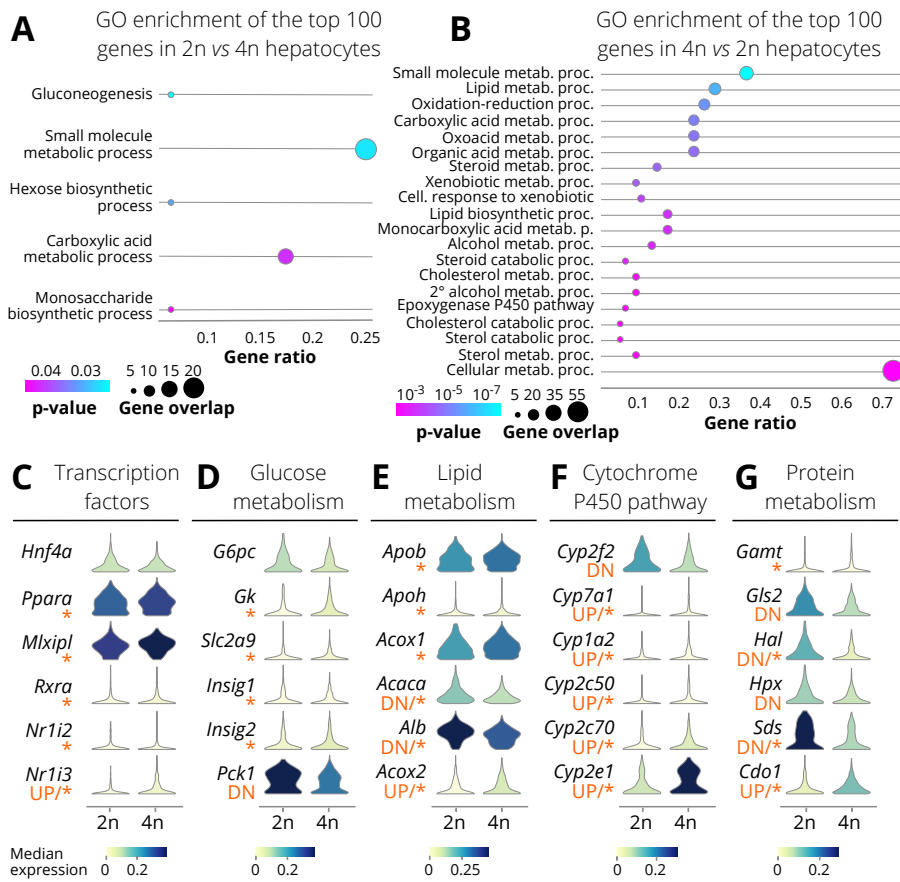 A
GO enrichment of the top 100
genes in 2n vs 4n hepatocytes
Gluconeogenesis
Small molecule
metabolic process
Hexose biosynthetic
process
Carboxylic acid
metabolic process
Monosaccharide
biosynthetic process
0.1 0.15 0.2 0.25
Gene ratio
0.04 0.03
p-value
5 10 15 20
Gene overlap
B
GO enrichment of the top 100
genes in 4n vs 2n hepatocytes
Small molecule metab. proc.
Lipid metab. proc.
Oxidation-reduction proc.
Carboxylic acid metab. proc.
Oxoacid metab. proc.
Organic acid metab. proc.
Steroid metab. proc.
Xenobiotic metab. proc.
Cell. response to xenobiotic
Lipid biosynthetic proc.
Monocarboxylic acid metab. p.
Alcohol metab. proc.
Steroid catabolic proc.
Cholesterol metab. proc.
2° alcohol metab. proc.
Epoxygenase P450 pathway
Cholesterol catabolic proc.
Sterol catabolic proc.
Sterol metab. proc.
Cellular metab. proc.
0.1 0.2 0.3 0.4 0.5 0.6 0.7
Gene ratio
10⁻³ 10⁻⁵ 10⁻⁷
p-value
5 20 35 55
Gene overlap
C
Transcription
factors
Hnf4a
Ppara
*
Mlxipl
*
Rxra
*
Nr1i2
*
Nr1i3
UP/*
2n 4n
Median
expression
0 0.2
D
Glucose
metabolism
G6pc
Gk
*
Slc2a9
*
Insig1
*
Insig2
*
Pck1
DN
2n 4n
0 0.2
E
Lipid
metabolism
Apob
*
Apoh
*
Acox1
*
Acaca
DN/*
Alb
DN/*
Acox2
UP/*
2n 4n
0 0.25
F
Cytochrome
P450 pathway
Cyp2f2
DN
Cyp7a1
UP/*
Cyp1a2
UP/*
Cyp2c50
UP/*
Cyp2c70
UP/*
Cyp2e1
UP/*
2n 4n
0 0.2
G
Protein
metabolism
Gamt
*
Gls2
DN
Hal
DN/*
Hpx
DN
Sds
DN/*
Cdo1
UP/*
2n 4n
0 0.2